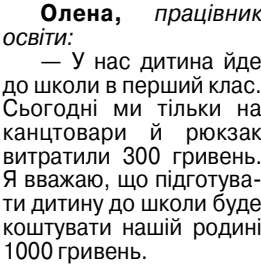 Олена, працівник
освіти:
— У нас дитина йде
до школи в перший клас.
Сьогодні ми тільки на
канцтовари й рюкзак
витратили 300 гривень.
Я вважаю, що підготува-
ти дитину до школи буде
коштувати нашій родині
1000 гривень.